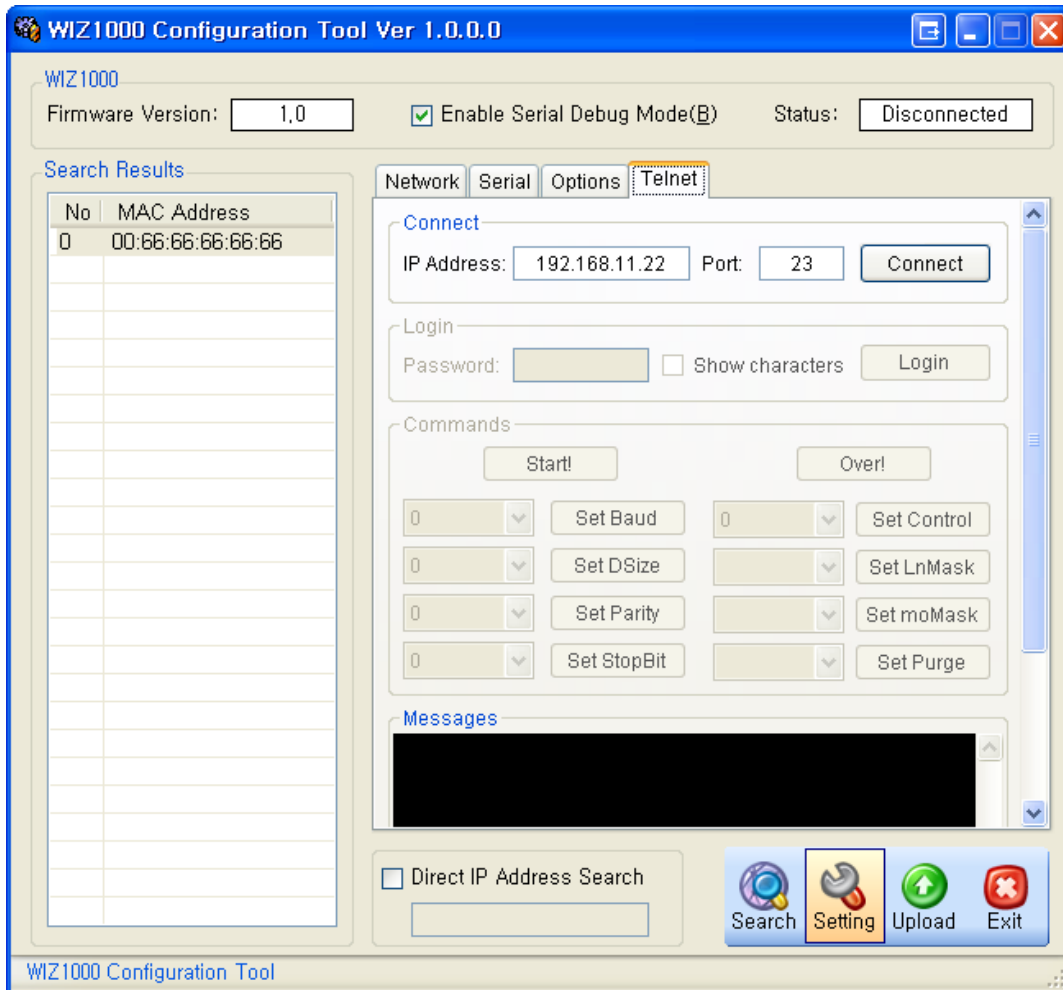 WIZ1000 Configuration Tool Ver 1.0.0.0
WIZ1000
Firmware Version: 1,0 Enable Serial Debug Mode(B) Status: Disconnected
Search Results
No MAC Address
0 00:66:66:66:66:66
Network Serial Options Telnet
Connect
IP Address: 192.168.11.22 Port: 23 Connect
Login
Password: Show characters Login
Commands
Start! Over!
0 Set Baud 0 Set Control
0 Set DSize Set LnMask
0 Set Parity Set moMask
0 Set StopBit Set Purge
Messages
Direct IP Address Search
Search Setting Upload Exit
WIZ1000 Configuration Tool